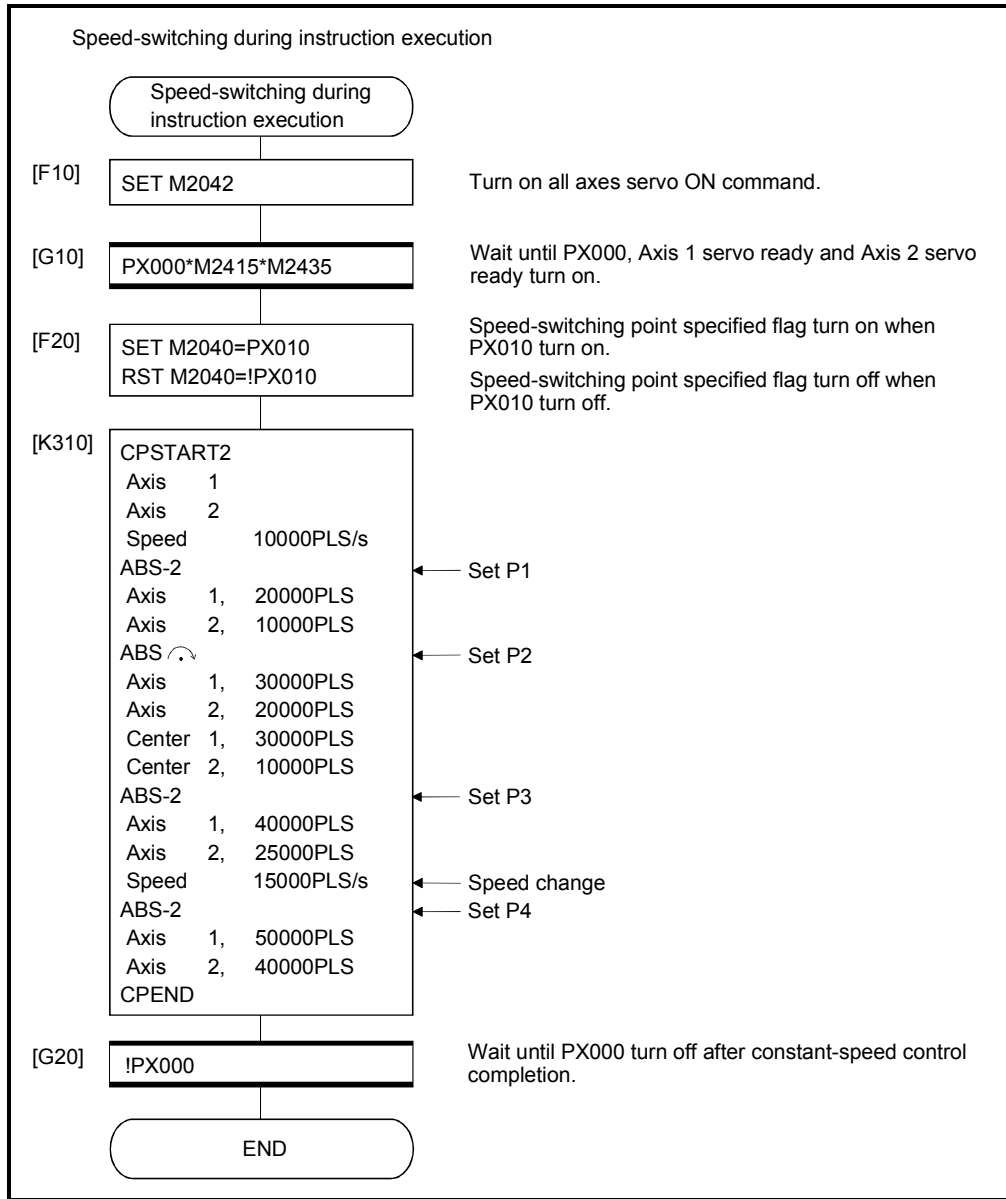 Speed-switching during instruction execution
Speed-switching during
instruction execution
[F10]
SET M2042
Turn on all axes servo ON command.
[G10]
PX000*M2415*M2435
Wait until PX000, Axis 1 servo ready and Axis 2 servo
ready turn on.
[F20]
SET M2040=PX010
RST M2040=!PX010
Speed-switching point specified flag turn on when
PX010 turn on.
Speed-switching point specified flag turn off when
PX010 turn off.
[K310]
CPSTART2
Axis 1
Axis 2
Speed 10000PLS/s
ABS-2
Set P1
Axis 1, 20000PLS
Axis 2, 10000PLS
ABS
Set P2
Axis 1, 30000PLS
Axis 2, 20000PLS
Center 1, 30000PLS
Center 2, 10000PLS
ABS-2
Set P3
Axis 1, 40000PLS
Axis 2, 25000PLS
Speed 15000PLS/s
Speed change
ABS-2
Set P4
Axis 1, 50000PLS
Axis 2, 40000PLS
CPEND
[G20]
!PX000
Wait until PX000 turn off after constant-speed control
completion.
END